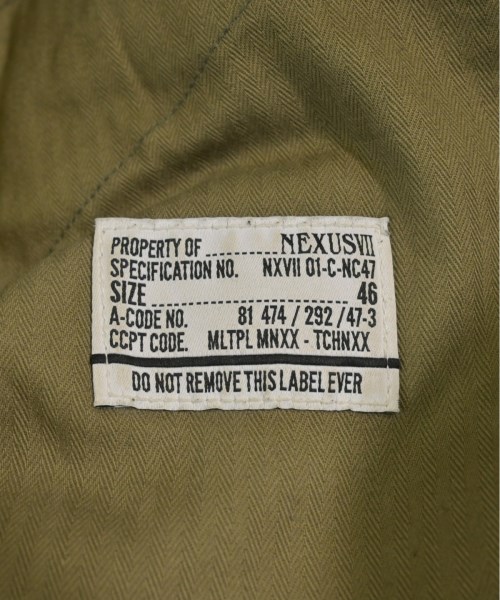 PROPERTY OF NEXUSVII
SPECIFICATION NO. NXVII 01-C-NC47
SIZE 46
A-CODE NO. 81 474 / 292 / 47-3
CCPT CODE. MLTPL MNXX - TCHNXX
DO NOT REMOVE THIS LABEL EVER